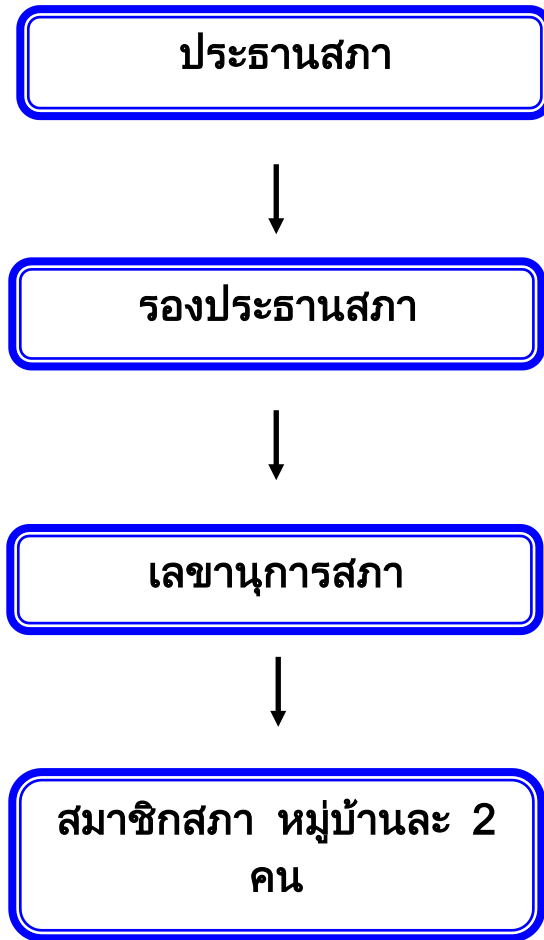 ประธานสภา
รองประธานสภา
เลขานุการสภา
สมาชิกสภา หมู่บ้านละ 2
คน